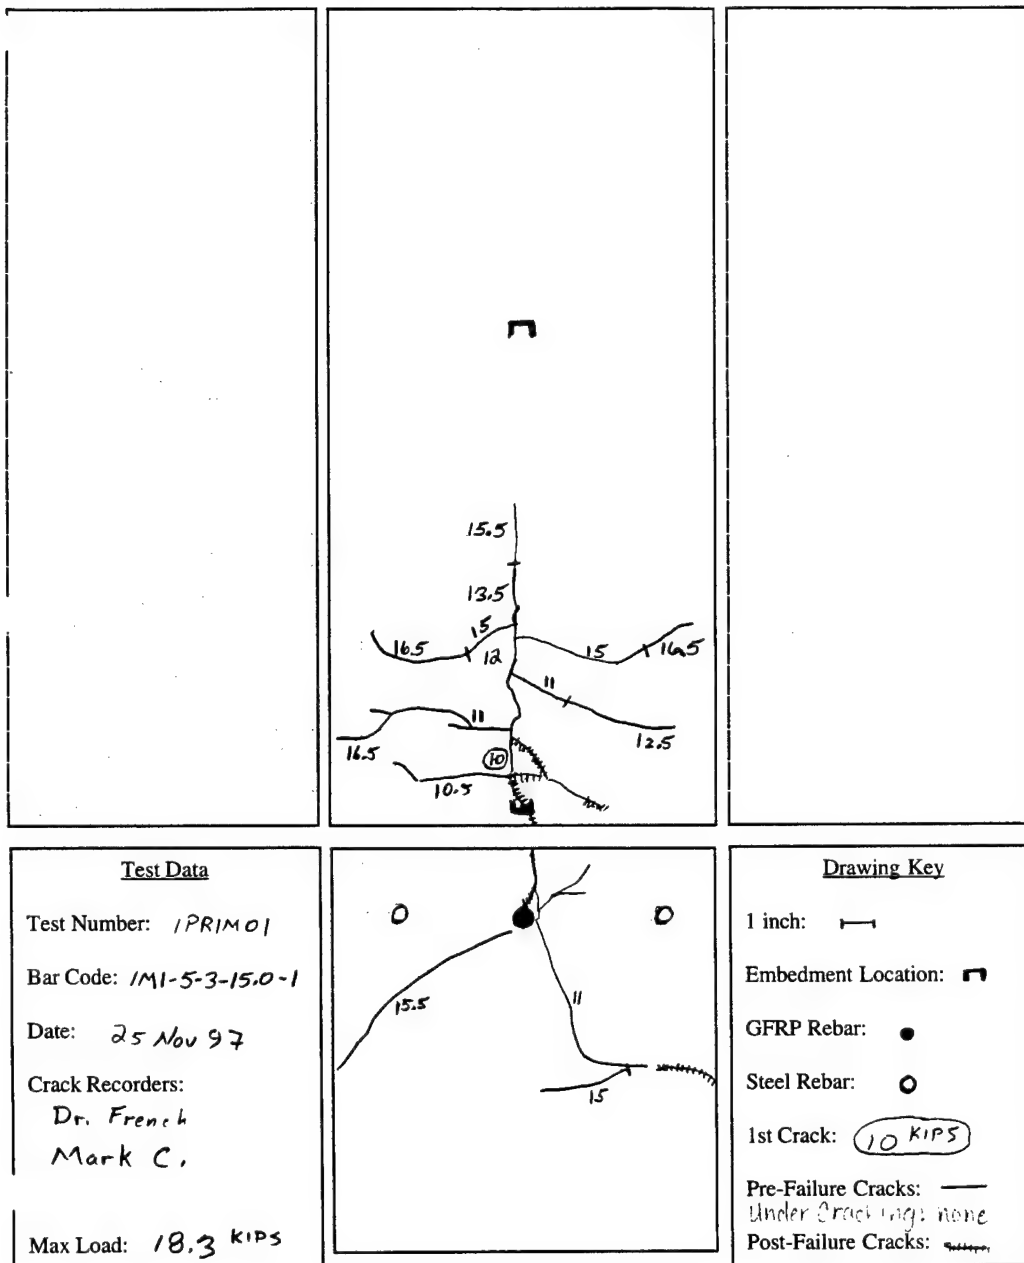 15.5
13.5
15
16.5
12
15
16.5
11
11
16.5
12.5
10
10.5
Test Data
Test Number: 1PR1M01
Bar Code: 1M1-5-3-15.0-1
Date: 25 Nov 97
Crack Recorders:
Dr. French
Mark C.
Max Load: 18.3 KIPS
15.5
11
15
Drawing Key
1 inch:
Embedment Location:
GFRP Rebar:
Steel Rebar:
1st Crack: 10 KIPS
Pre-Failure Cracks:
Under Cracking: none
Post-Failure Cracks: